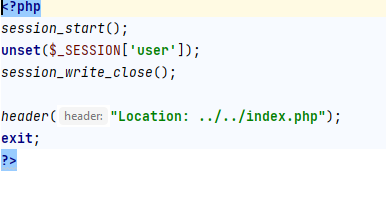 <?php
session_start();
unset($_SESSION['user']);
session_write_close();
header( header: "Location: ../../index.php");
exit;
?>